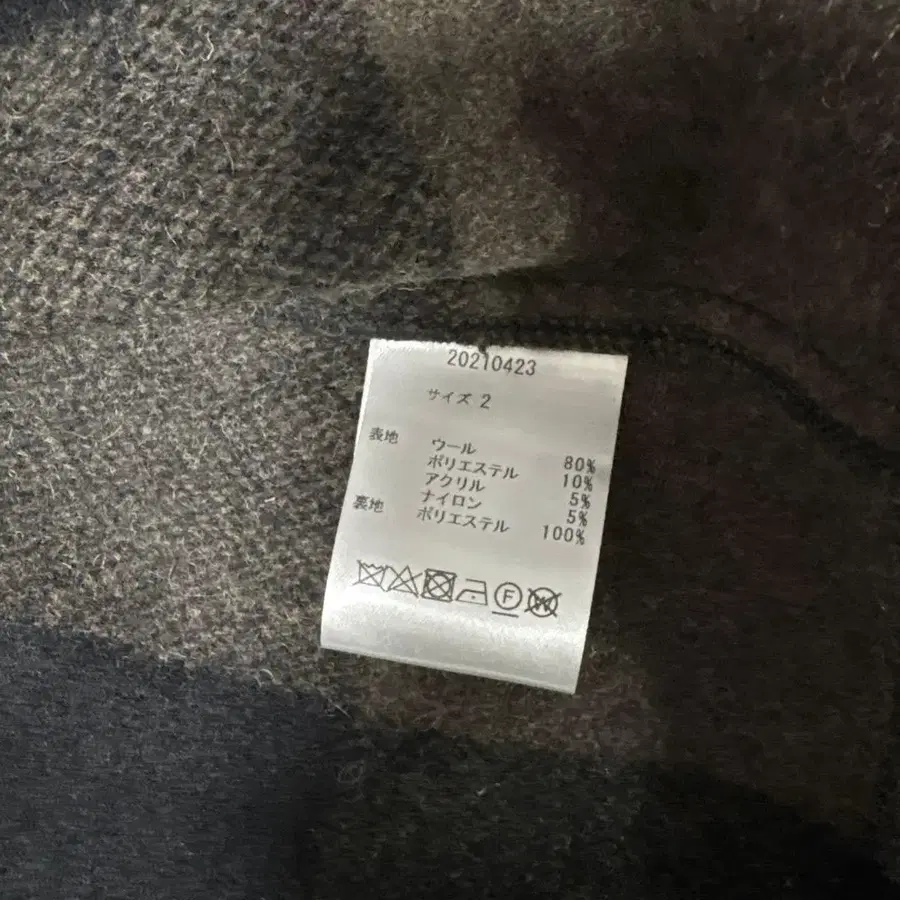 20210423
サイズ 2
表地 ウール 80%
ポリエステル 10%
アクリル 5%
ナイロン 5%
裏地 ポリエステル 100%
F W